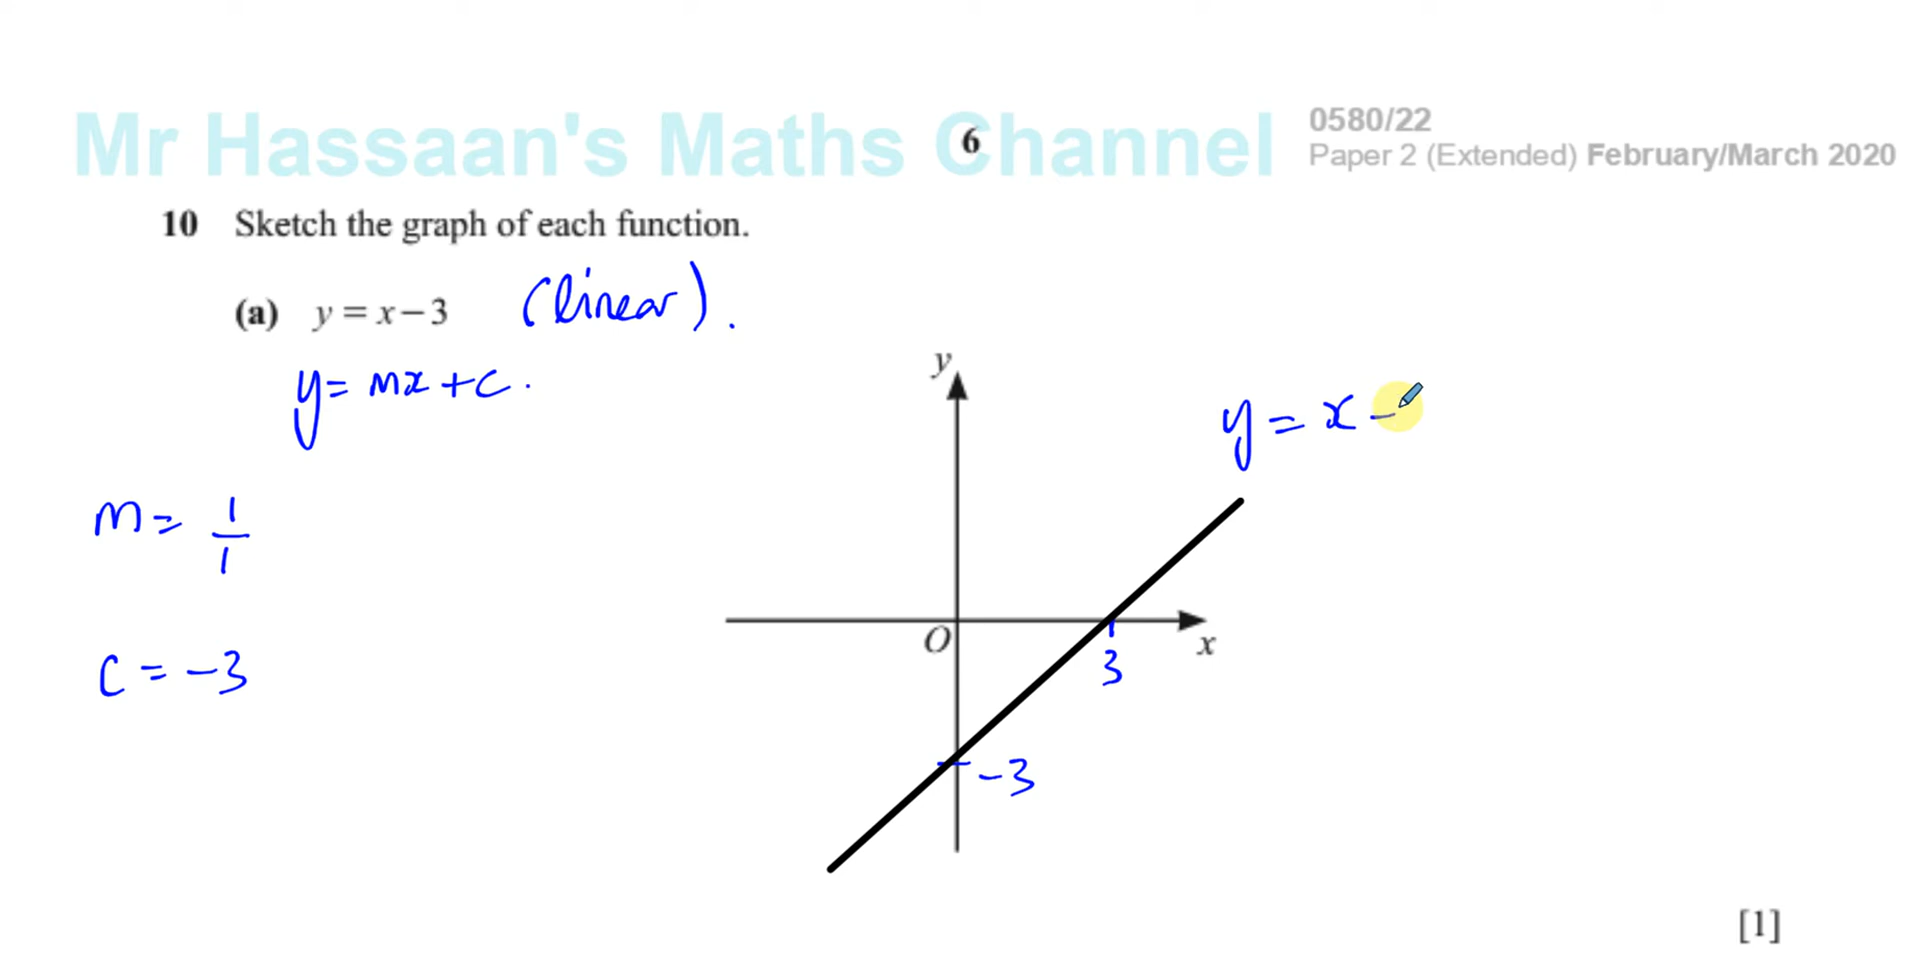 Mr Hassaan's Maths Channel
6
0580/22
Paper 2 (Extended) February/March 2020
10 Sketch the graph of each function.
(a) y = x − 3 (linear).
y = mx + c.
y
y = x −
m = 1/1
O
x
3
c = −3
−3
[1]